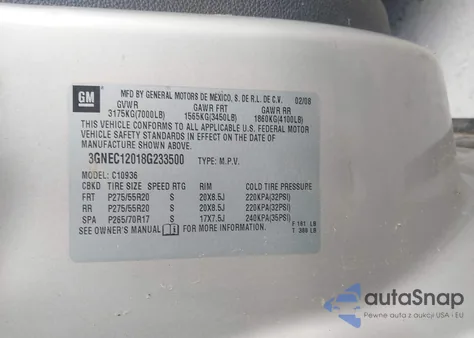 GM
MFD BY GENERAL MOTORS DE MEXICO, S. DE R.L. DE C.V. 02/08
GVWR GAWR FRT GAWR RR
3175KG(7000LB) 1565KG(3450LB) 1860KG(4100LB)
THIS VEHICLE CONFORMS TO ALL APPLICABLE U.S. FEDERAL MOTOR
VEHICLE SAFETY STANDARDS IN EFFECT ON THE DATE OF
MANUFACTURE SHOWN ABOVE.
3GNEC12018G233500 TYPE: M.P.V.
MODEL: C10936
CBKD TIRE SIZE SPEED RTG RIM COLD TIRE PRESSURE
FRT P275/55R20 S 20X8.5J 220KPA(32PSI)
RR P275/55R20 S 20X8.5J 220KPA(32PSI)
SPA P265/70R17 S 17X7.5J 240KPA(35PSI)
SEE OWNER'S MANUAL FOR MORE INFORMATION
F 161 LB
T 389 LB
autoSnap
Pewne auta z aukcji USA i EU